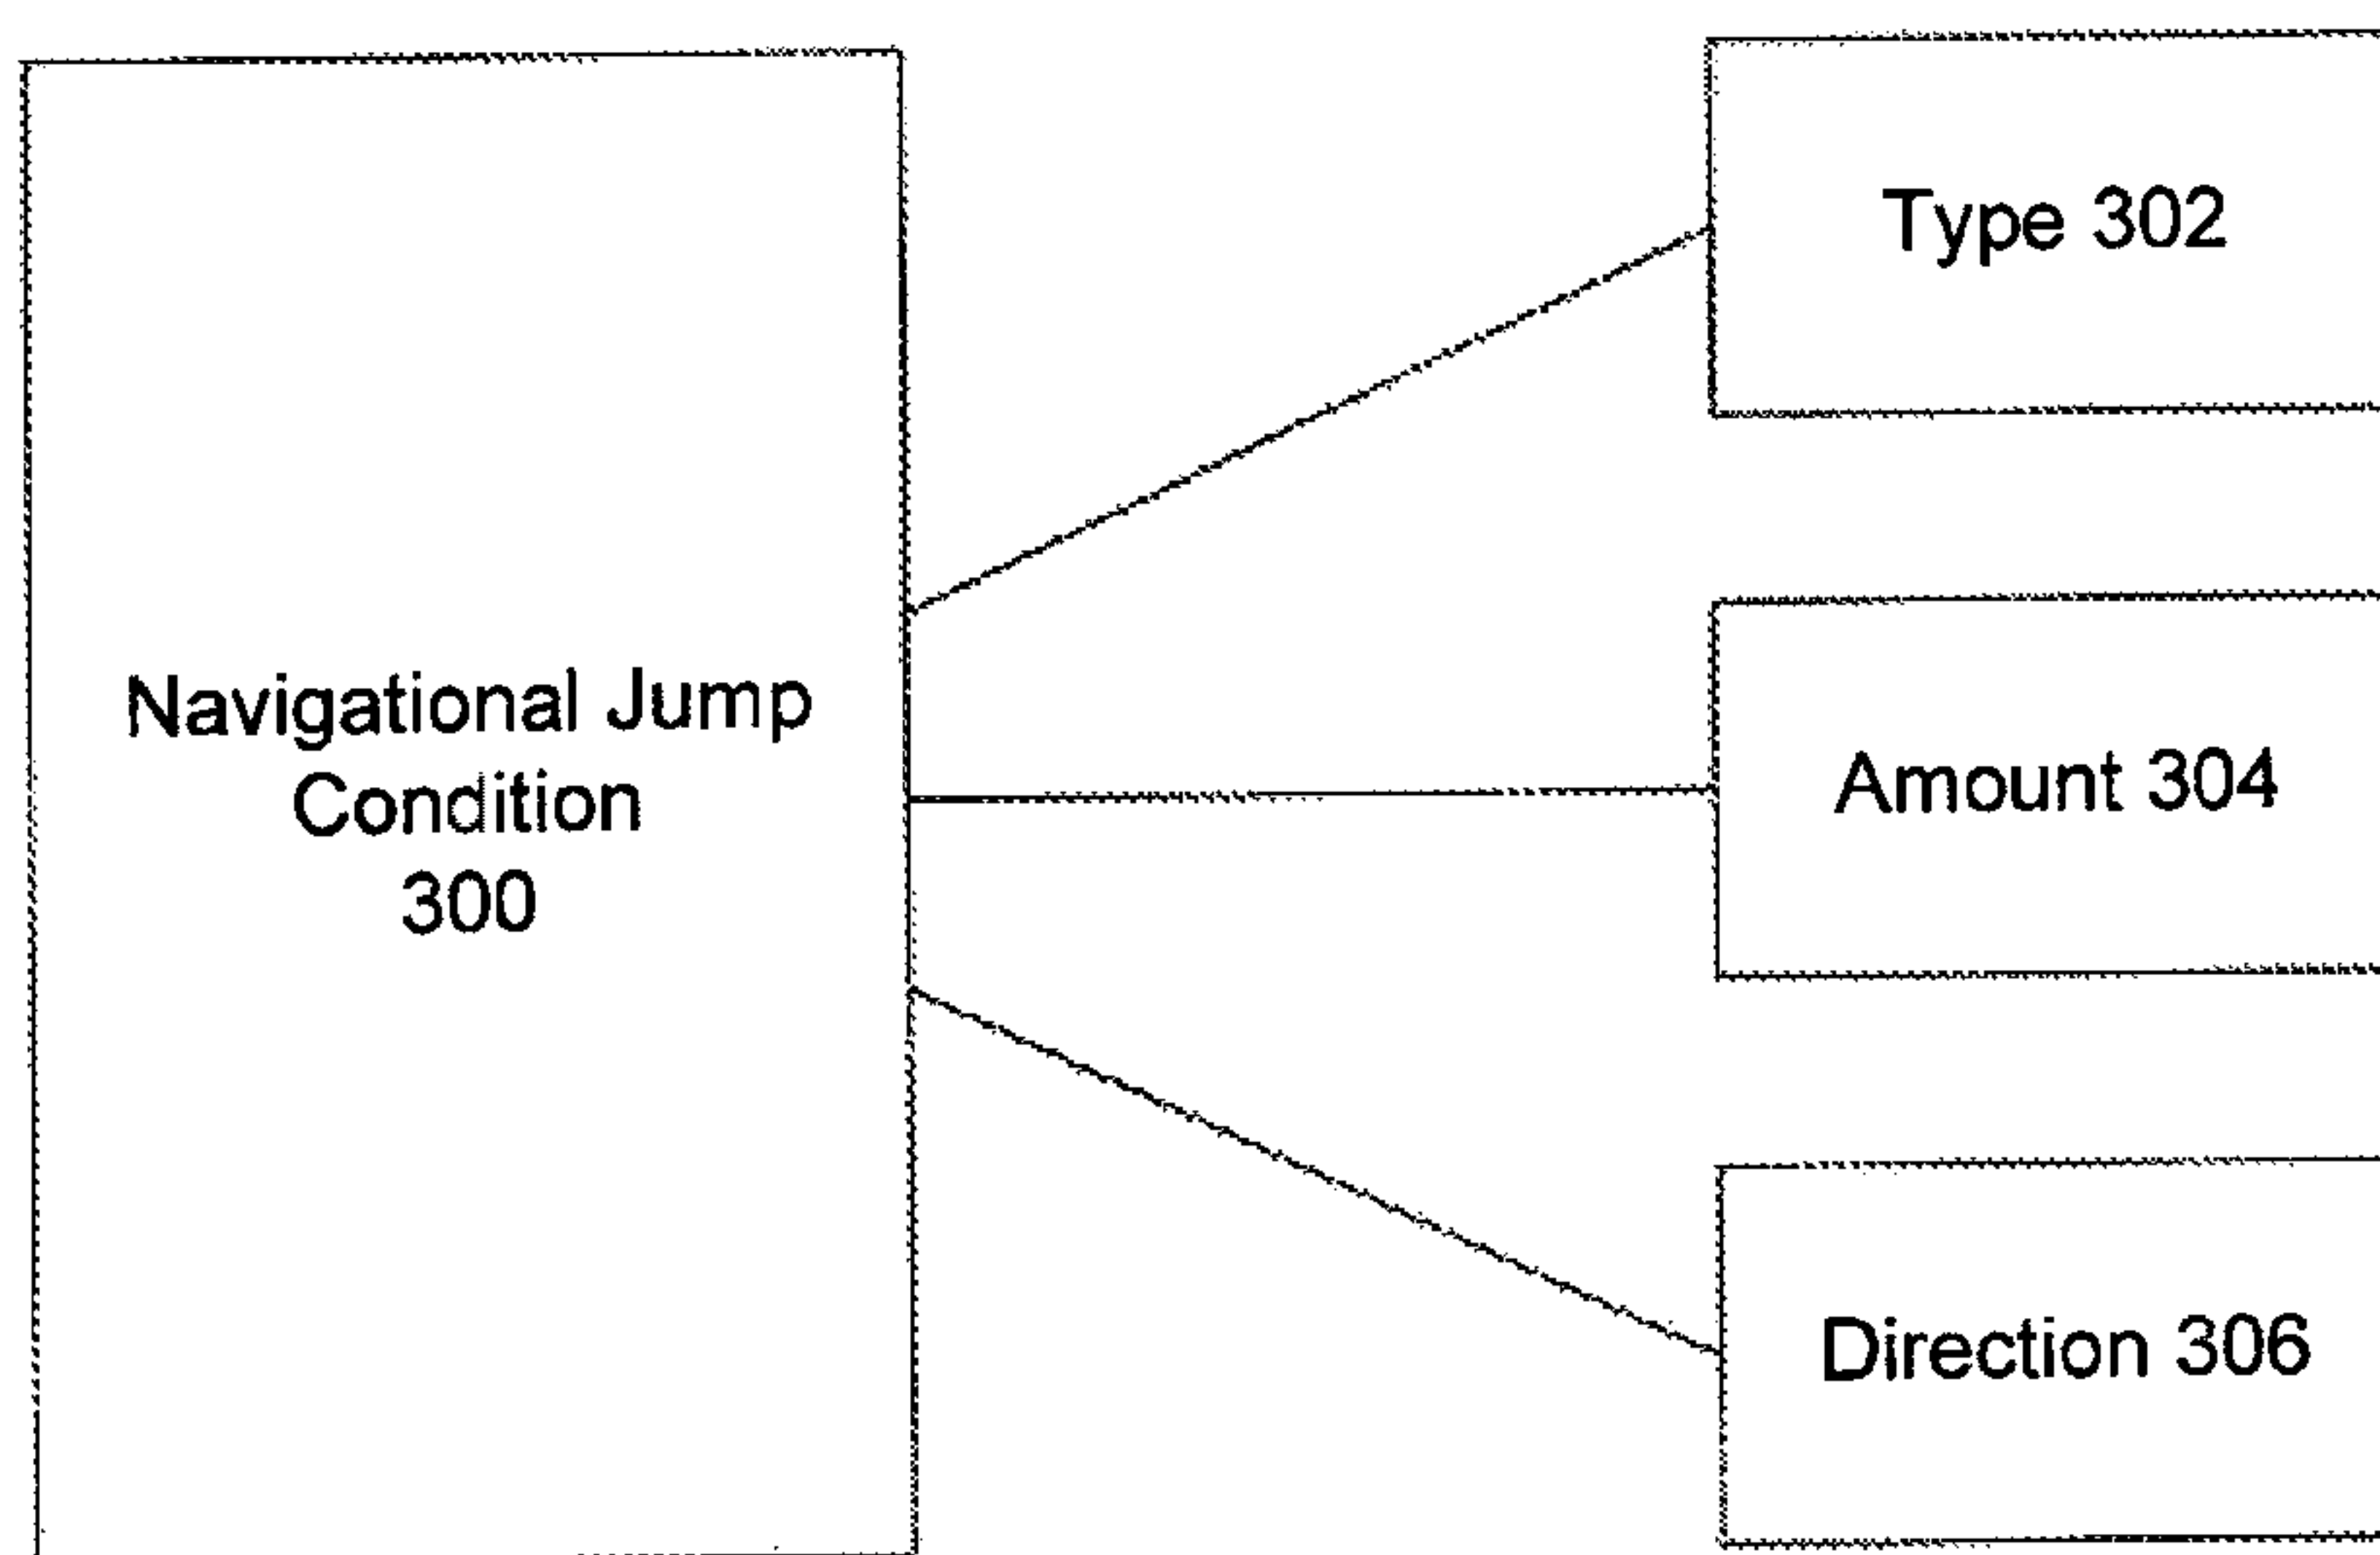 Navigational Jump
Condition
300
Type 302
Amount 304
Direction 306